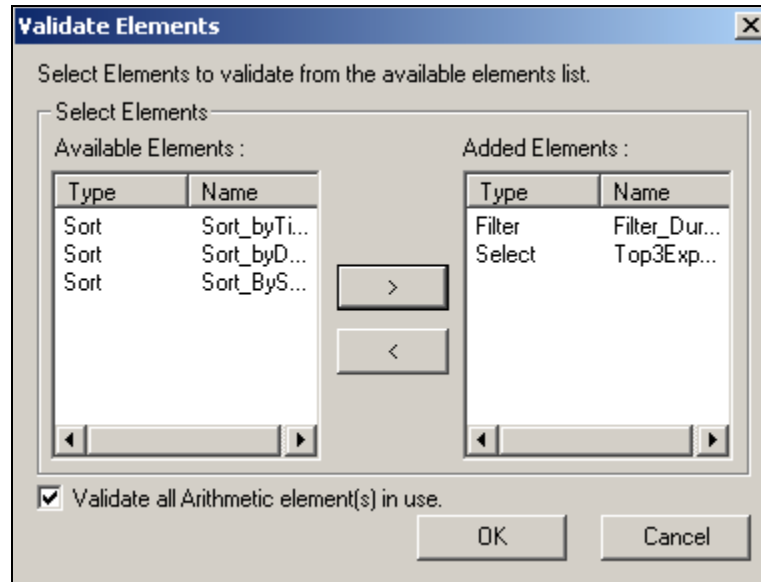 Validate Elements
Select Elements to validate from the available elements list.
Select Elements
Available Elements :
Type Name
Sort Sort_byTi...
Sort Sort_byD...
Sort Sort_ByS...
>
<
Added Elements :
Type Name
Filter Filter_Dur...
Select Top3Exp...
Validate all Arithmetic element(s) in use.
OK Cancel